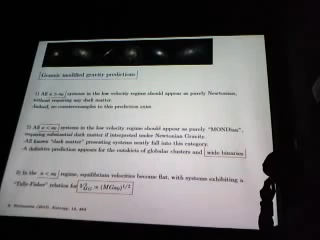 Generic modified gravity predictions
1) All a > a₀ systems in the low velocity regime should appear as purely Newtonian,
without requiring any dark matter.
-Indeed, no counterexamples to this prediction exist.
2) All a < a₀ systems in the low velocity regime should appear as purely "MONDian",
requiring substantial dark matter if interpreted under Newtonian Gravity.
-All known "dark matter" presenting systems neatly fall into this category.
-A definitive prediction appears for the outskirts of globular clusters and wide binaries
3) In the a < a₀ regime, equilibrium velocities become flat, with systems exhibiting a
"Tully-Fisher" relation for
(MGa₀)^{1/2}